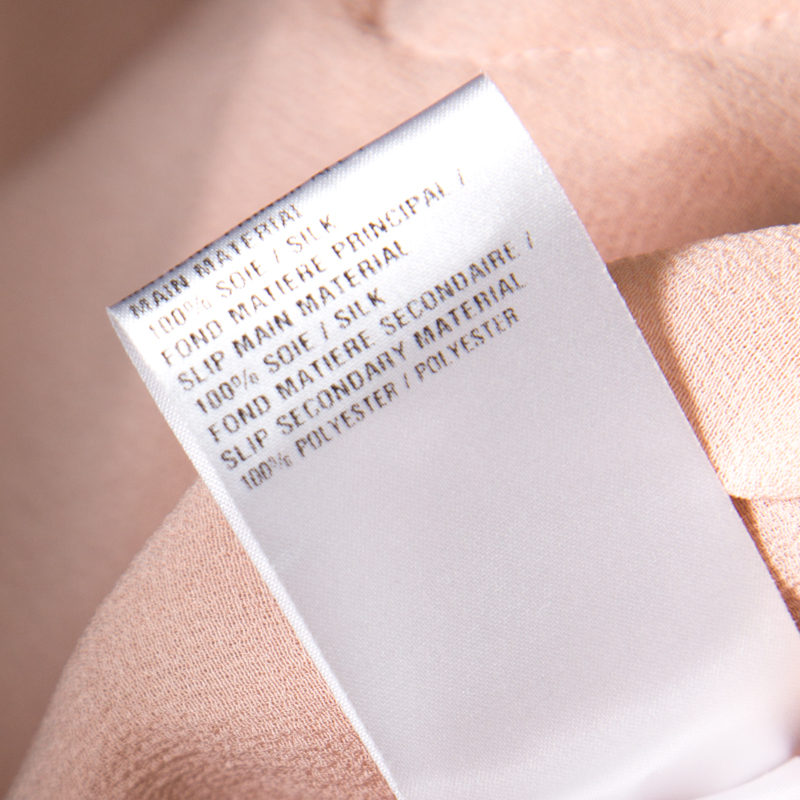 MAIN MATERIAL
100% SOIE / SILK
FOND MATIERE PRINCIPAL /
SLIP MAIN MATERIAL
100% SOIE / SILK
FOND MATIERE SECONDAIRE /
SLIP SECONDARY MATERIAL
100% POLYESTER / POLYESTER